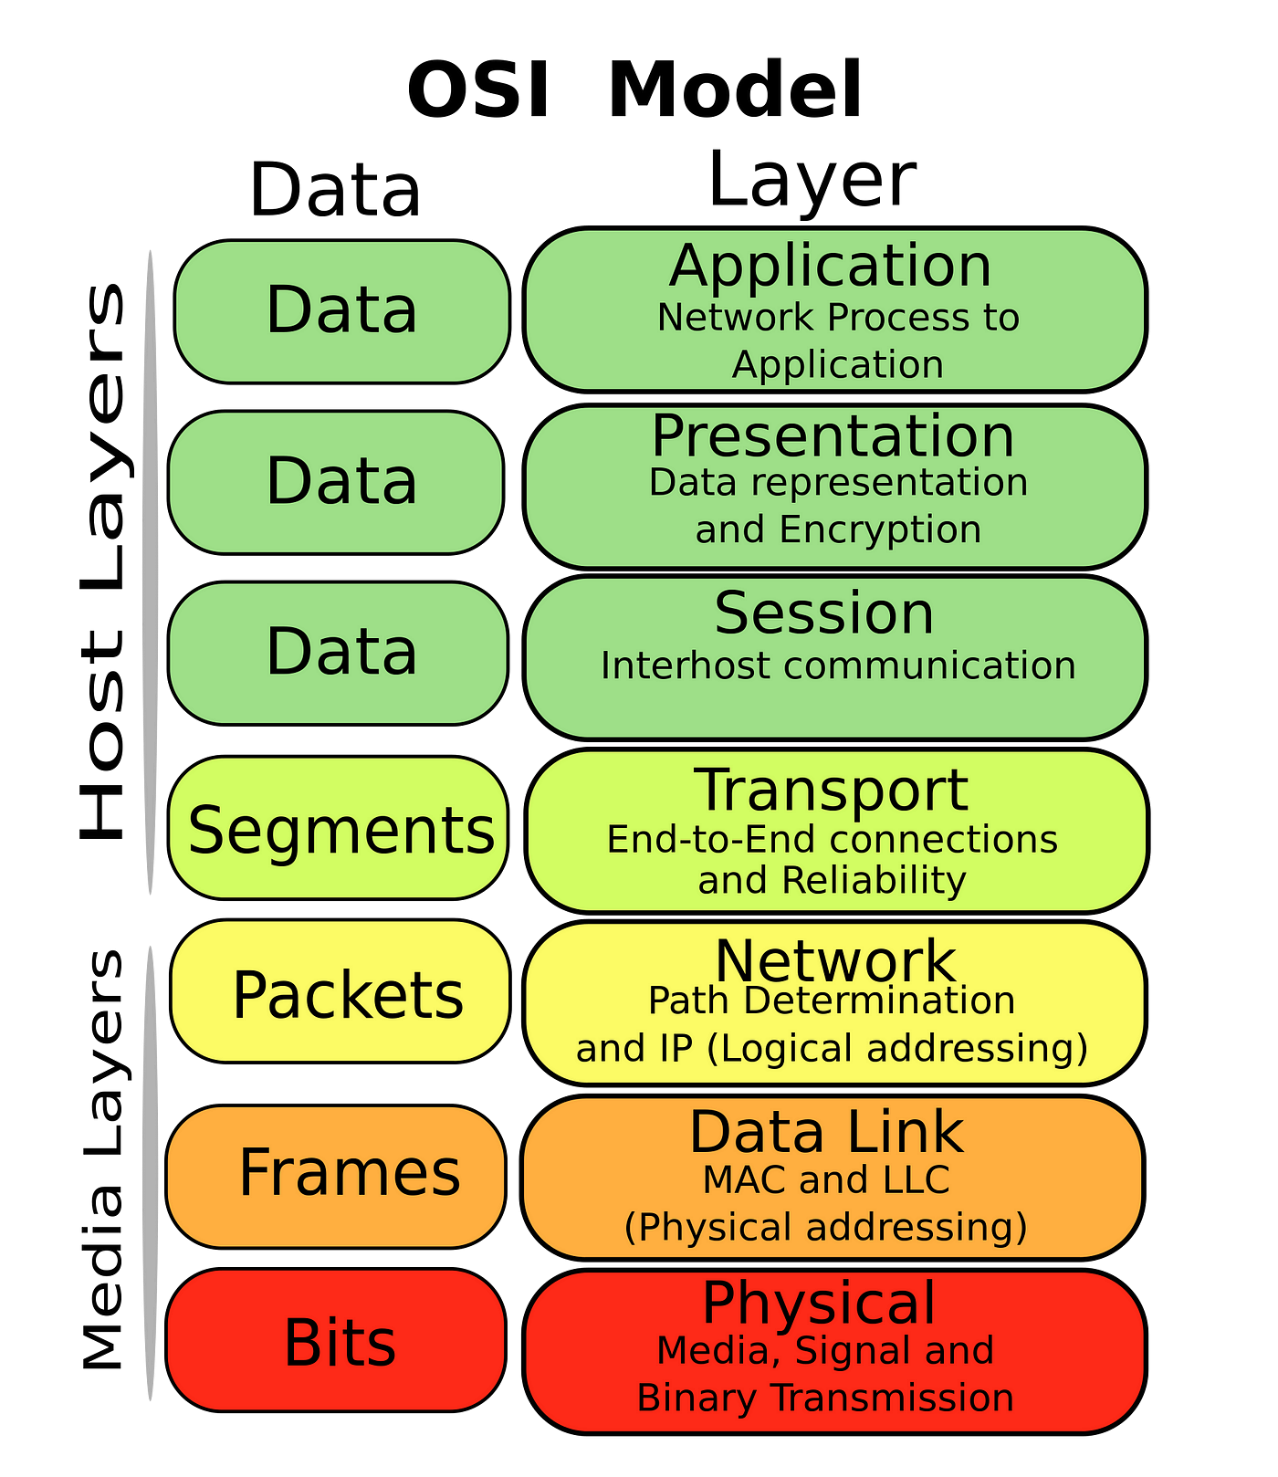 OSI Model
Data
Layer
Host Layers
Data
Application
Network Process to
Application
Data
Presentation
Data representation
and Encryption
Data
Session
Interhost communication
Segments
Transport
End-to-End connections
and Reliability
Media Layers
Packets
Network
Path Determination
and IP (Logical addressing)
Frames
Data Link
MAC and LLC
(Physical addressing)
Bits
Physical
Media, Signal and
Binary Transmission